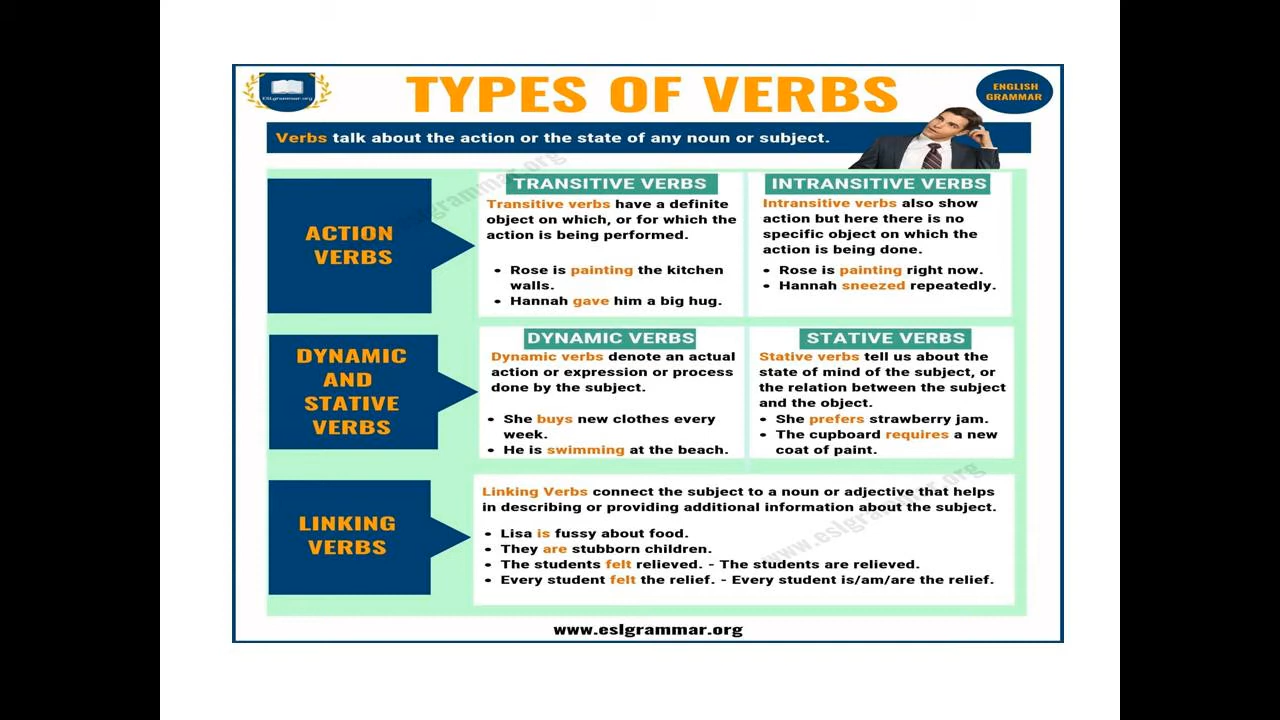 ESLgrammar.org
TYPES OF VERBS
ENGLISH
GRAMMAR
Verbs talk about the action or the state of any noun or subject.
www.eslgrammar.org
ACTION
VERBS
TRANSITIVE VERBS
Transitive verbs have a definite
object on which, or for which the
action is being performed.
• Rose is painting the kitchen
walls.
• Hannah gave him a big hug.
INTRANSITIVE VERBS
Intransitive verbs also show
action but here there is no
specific object on which the
action is being done.
• Rose is painting right now.
• Hannah sneezed repeatedly.
DYNAMIC
AND
STATIVE
VERBS
DYNAMIC VERBS
Dynamic verbs denote an actual
action or expression or process
done by the subject.
• She buys new clothes every
week.
• He is swimming at the beach.
STATIVE VERBS
Stative verbs tell us about the
state of mind of the subject, or
the relation between the subject
and the object.
• She prefers strawberry jam.
• The cupboard requires a new
coat of paint.
LINKING
VERBS
Linking Verbs connect the subject to a noun or adjective that helps
in describing or providing additional information about the subject.
• Lisa is fussy about food.
• They are stubborn children.
• The students felt relieved. - The students are relieved.
• Every student felt the relief. - Every student is/am/are the relief.
www.eslgrammar.org
www.eslgrammar.org